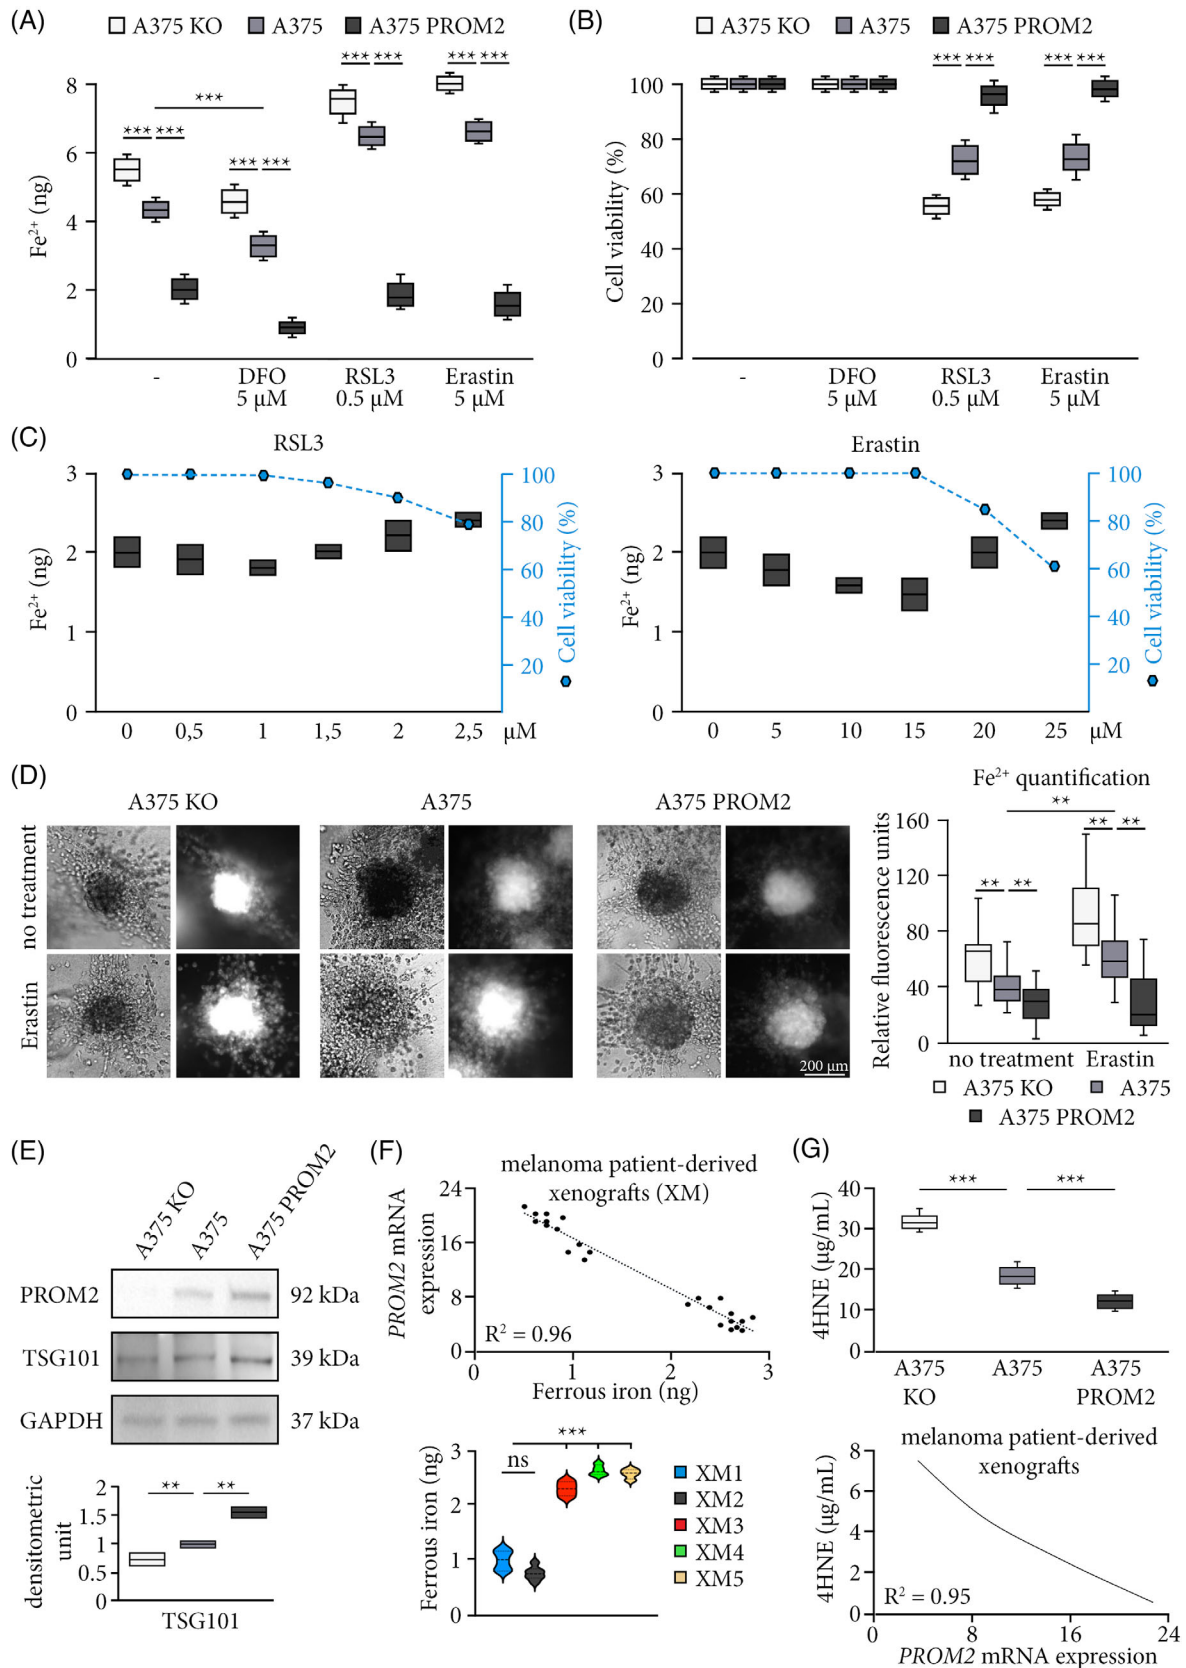 (A)
A375 KO A375 A375 PROM2
*** *** *** ***
***
*** ***
*** ***
8
6
4
2
0
Fe²⁺ (ng)
- DFO RSL3 Erastin
5 µM 0.5 µM 5 µM
(B)
A375 KO A375 A375 PROM2
*** *** *** ***
100
80
60
40
20
0
Cell viability (%)
- DFO RSL3 Erastin
5 µM 0.5 µM 5 µM
(C)
RSL3
3
2
1
0
Fe²⁺ (ng)
100
80
60
40
20
Cell viability (%)
0 0,5 1 1,5 2 2,5 µM
Erastin
3
2
1
0
Fe²⁺ (ng)
100
80
60
40
20
Cell viability (%)
0 5 10 15 20 25 µM
(D)
A375 KO A375 A375 PROM2
no treatment
Erastin
200 µm
Fe²⁺ quantification
**
** **
** **
160
120
80
40
0
Relative fluorescence units
no treatment Erastin
A375 KO A375
A375 PROM2
(E)
A375 KO
A375
A375 PROM2
PROM2 92 kDa
TSG101 39 kDa
GAPDH 37 kDa
** **
2
1.5
1
0.5
0
densitometric
unit
TSG101
(F)
melanoma patient-derived
xenografts (XM)
24
16
8
0
PROM2 mRNA
expression
R² = 0.96
0 1 2 3
Ferrous iron (ng)
***
ns
3
2
1
0
Ferrous iron (ng)
XM1
XM2
XM3
XM4
XM5
(G)
*** ***
40
30
20
10
0
4HNE (µg/mL)
A375 A375 A375
KO PROM2
melanoma patient-derived
xenografts
8
6
4
2
0
4HNE (µg/mL)
R² = 0.95
0 8 16 24
PROM2 mRNA expression